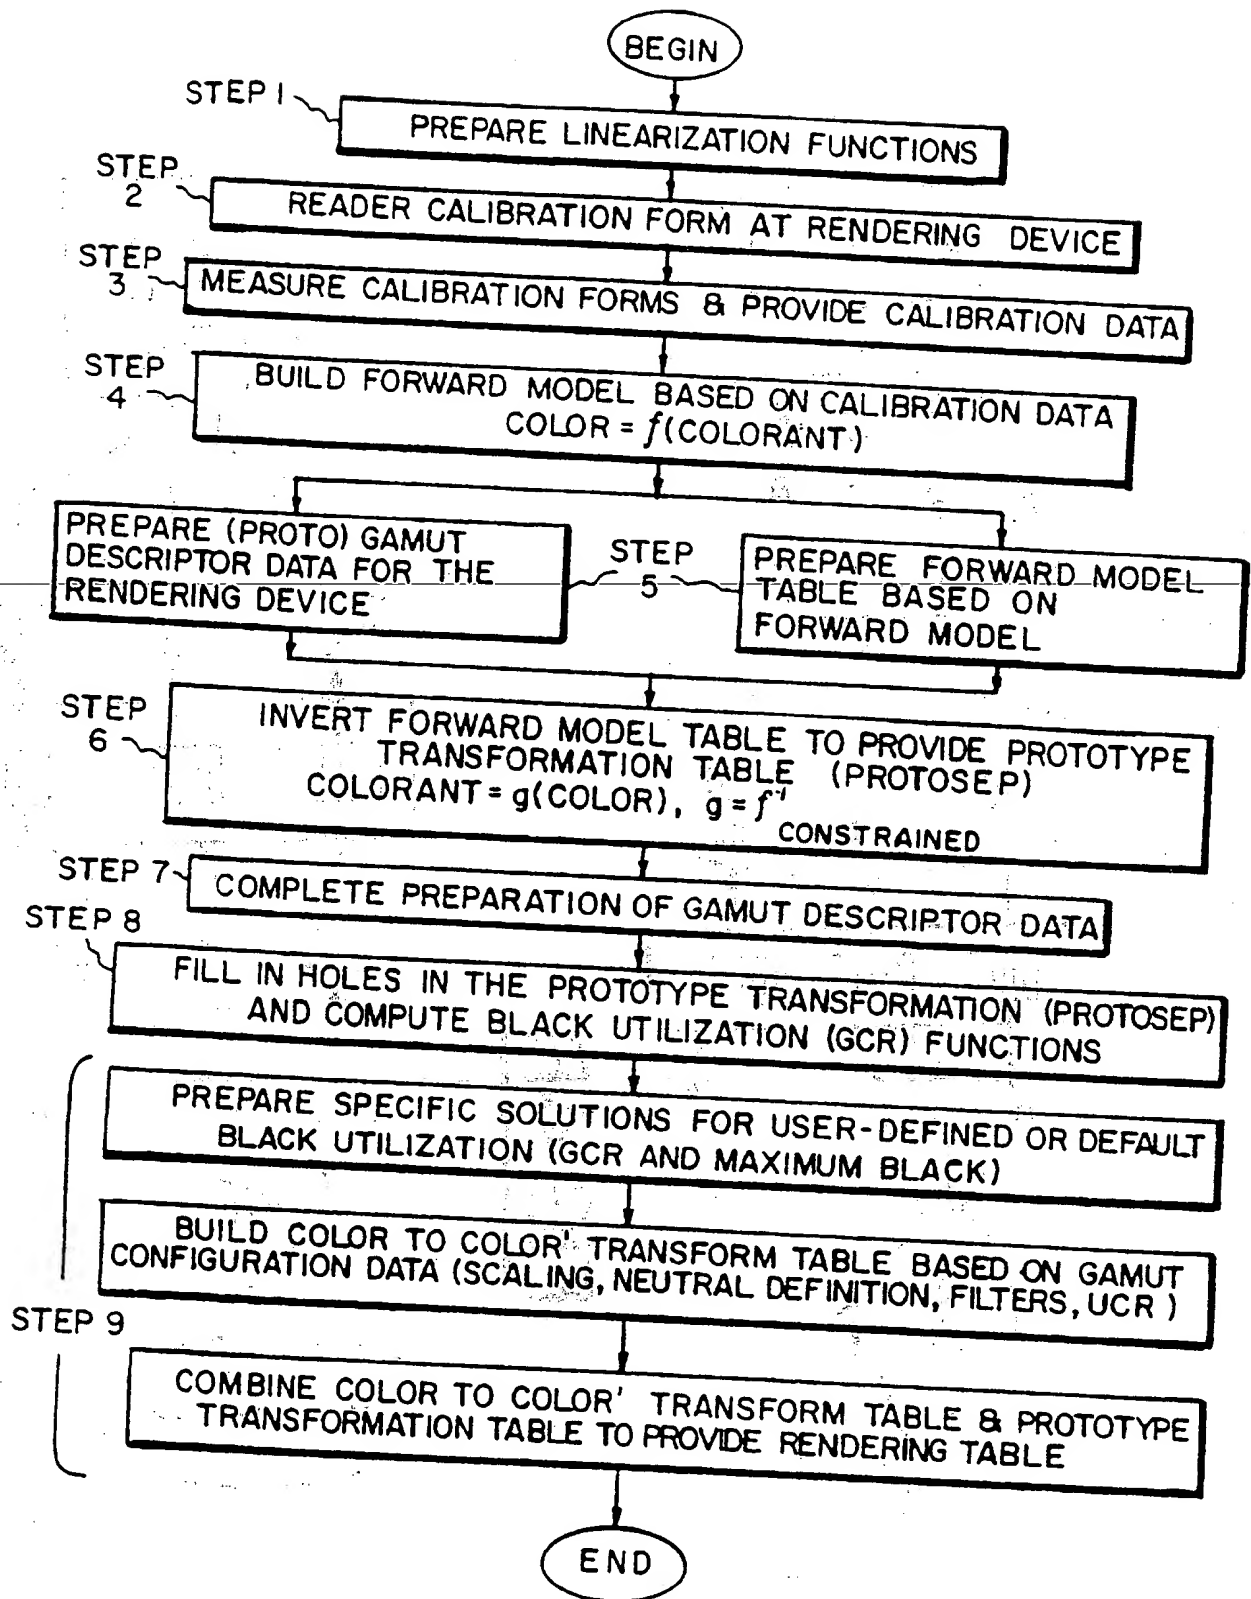 BEGIN
STEP 1
PREPARE LINEARIZATION FUNCTIONS
STEP
2
READER CALIBRATION FORM AT RENDERING DEVICE
STEP
3
MEASURE CALIBRATION FORMS & PROVIDE CALIBRATION DATA
STEP
4
BUILD FORWARD MODEL BASED ON CALIBRATION DATA
COLOR = f(COLORANT)
PREPARE (PROTO) GAMUT
DESCRIPTOR DATA FOR THE
RENDERING DEVICE
STEP
5
PREPARE FORWARD MODEL
TABLE BASED ON
FORWARD MODEL
STEP
6
INVERT FORWARD MODEL TABLE TO PROVIDE PROTOTYPE
TRANSFORMATION TABLE (PROTOSEP)
COLORANT = g(COLOR), g = f⁻¹
CONSTRAINED
STEP 7
COMPLETE PREPARATION OF GAMUT DESCRIPTOR DATA
STEP 8
FILL IN HOLES IN THE PROTOTYPE TRANSFORMATION (PROTOSEP)
AND COMPUTE BLACK UTILIZATION (GCR) FUNCTIONS
PREPARE SPECIFIC SOLUTIONS FOR USER-DEFINED OR DEFAULT
BLACK UTILIZATION (GCR AND MAXIMUM BLACK)
BUILD COLOR TO COLOR' TRANSFORM TABLE BASED ON GAMUT
CONFIGURATION DATA (SCALING, NEUTRAL DEFINITION, FILTERS, UCR )
STEP 9
COMBINE COLOR TO COLOR' TRANSFORM TABLE & PROTOTYPE
TRANSFORMATION TABLE TO PROVIDE RENDERING TABLE
END